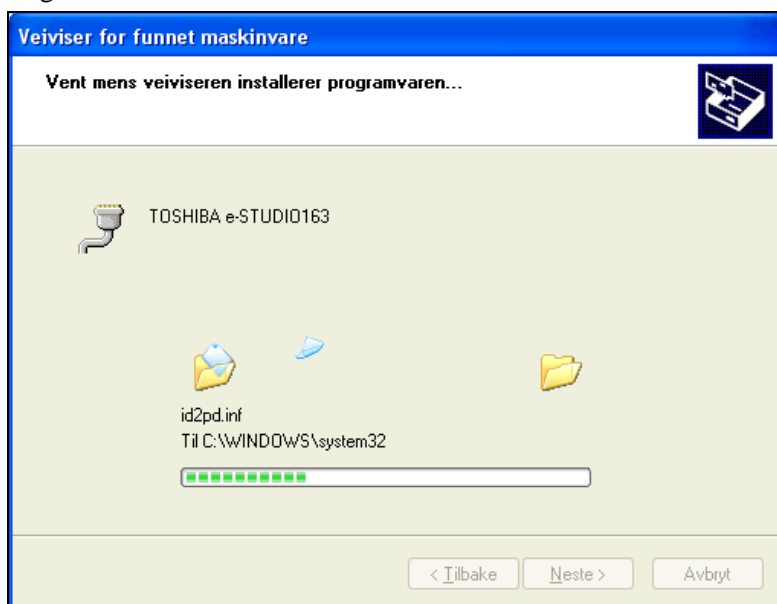 Veiviser for funnet maskinvare
Vent mens veiviseren installerer programvaren...
TOSHIBA e-STUDIO163
id2pd.inf
Til C:\WINDOWS\system32
< Tilbake
Neste >
Avbryt